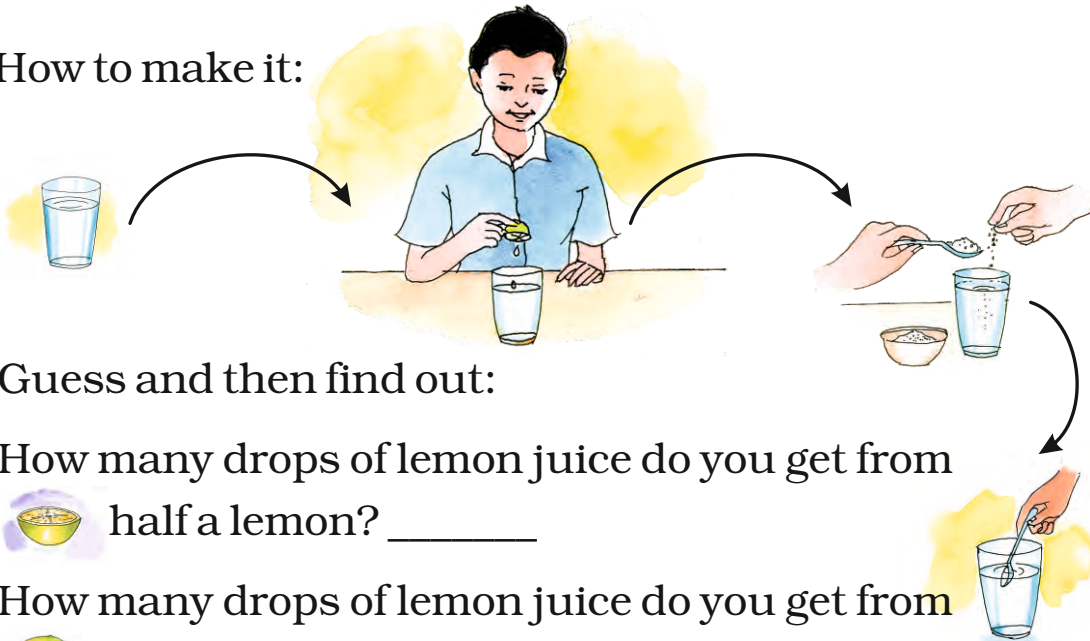 How to make it:
Guess and then find out:
How many drops of lemon juice do you get from
half a lemon? _______
How many drops of lemon juice do you get from